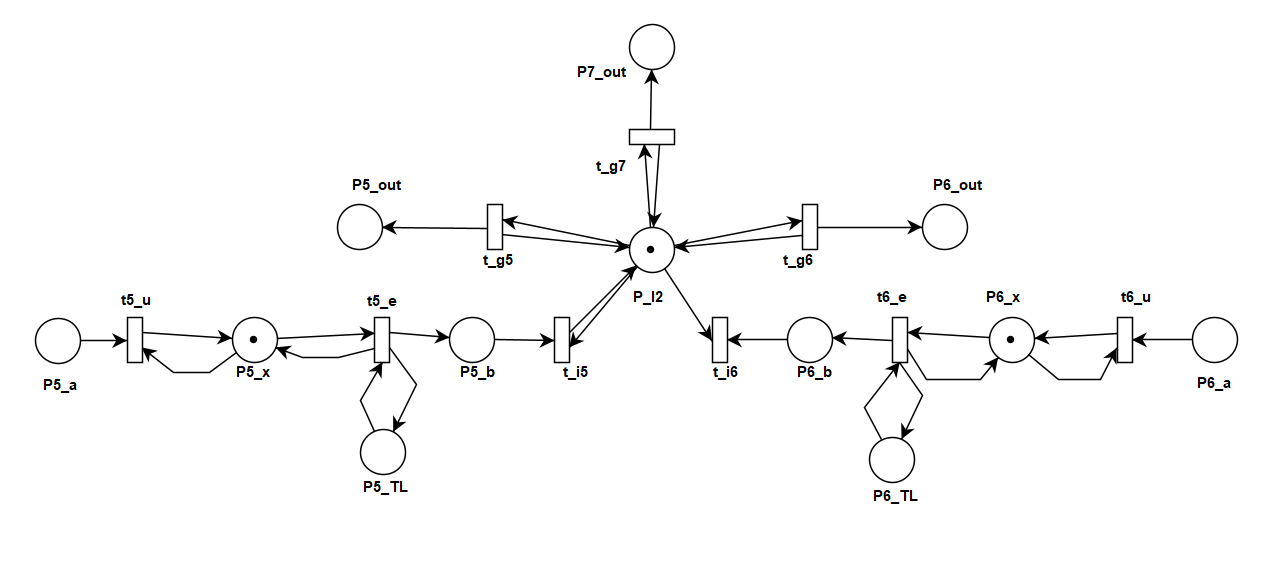 P7_out
t_g7
P5_out
P6_out
t_g5
t_g6
P_I2
t5_u
t5_e
t6_e
P6_x
t6_u
P5_a
P5_x
P5_b
t_i5
t_i6
P6_b
P6_a
P5_TL
P6_TL